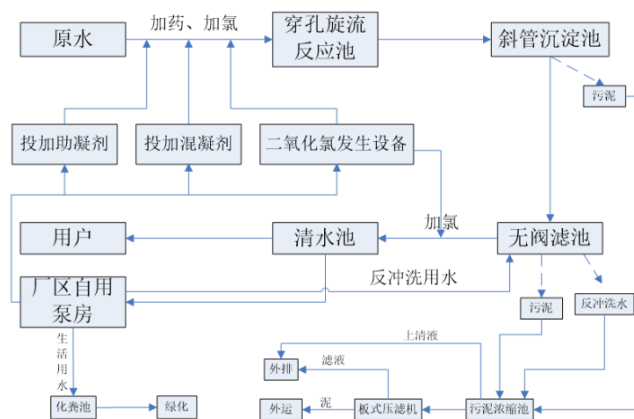 加药、加氯
原水
穿孔旋流
反应池
斜管沉淀池
污泥
投加助凝剂
投加混凝剂
二氧化氯发生设备
用户
清水池
加氯
无阀滤池
厂区自用
泵房
反冲洗用水
污泥
反冲洗水
生活用水
上清液
外排
滤液
化粪池
绿化
外运
泥
板式压滤机
污泥浓缩池